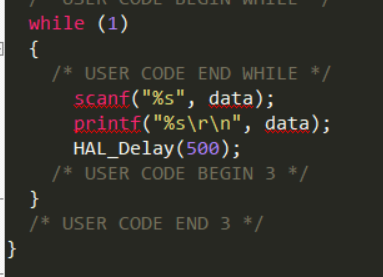 /* USER CODE BEGIN WHILE */
while (1)
{
/* USER CODE END WHILE */
scanf("%s", data);
printf("%s\r\n", data);
HAL_Delay(500);
/* USER CODE BEGIN 3 */
}
/* USER CODE END 3 */
}